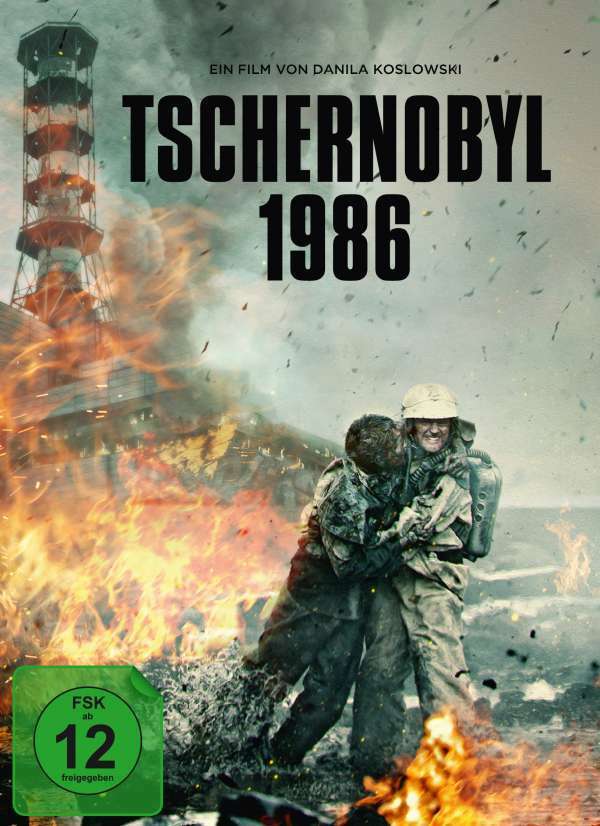 EIN FILM VON DANILA KOSLOWSKI
TSCHERNOBYL
1986
FSK
ab
12
freigegeben